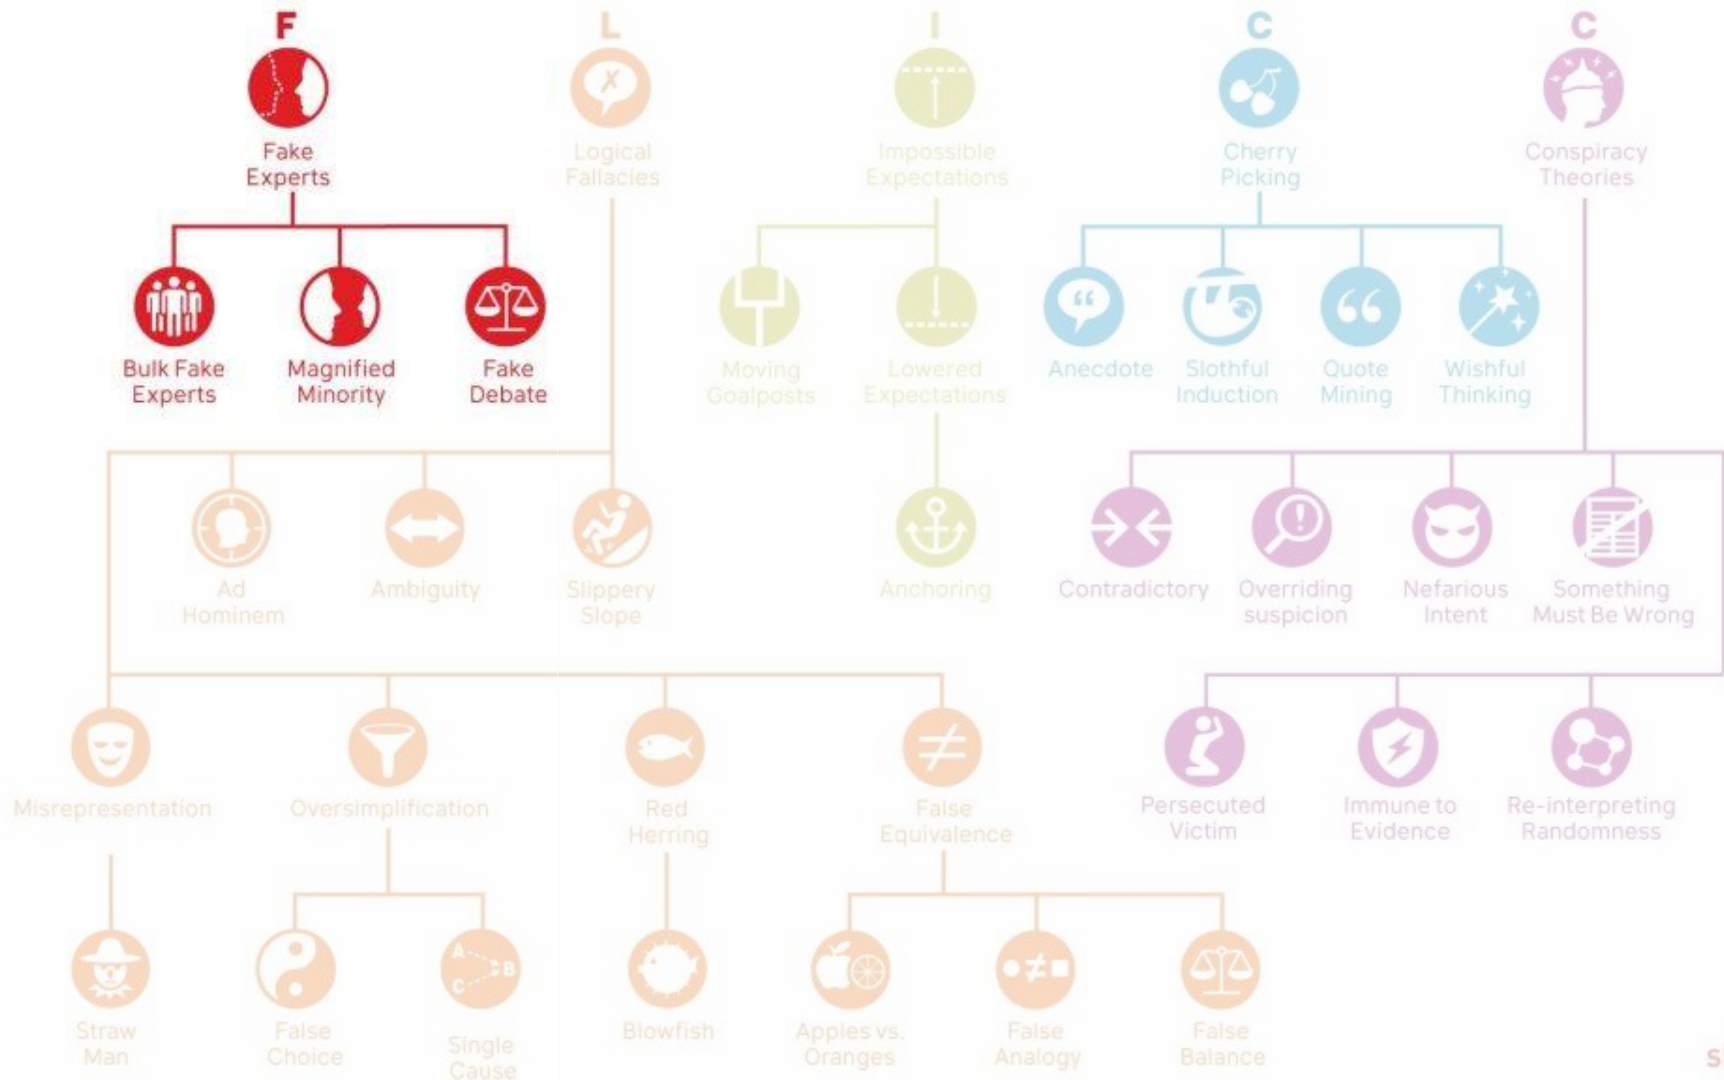 F
L
I
C
C
Fake
Experts
Logical
Fallacies
Impossible
Expectations
Cherry
Picking
Conspiracy
Theories
Bulk Fake
Experts
Magnified
Minority
Fake
Debate
Moving
Goalposts
Lowered
Expectations
Anecdote
Slothful
Induction
Quote
Mining
Wishful
Thinking
Ad
Hominem
Ambiguity
Slippery
Slope
Anchoring
Contradictory
Overriding
suspicion
Nefarious
Intent
Something
Must Be Wrong
Misrepresentation
Oversimplification
Red
Herring
False
Equivalence
Persecuted
Victim
Immune to
Evidence
Re-interpreting
Randomness
A
B
C
Straw
Man
False
Choice
Single
Cause
Blowfish
Apples vs.
Oranges
False
Analogy
False
Balance